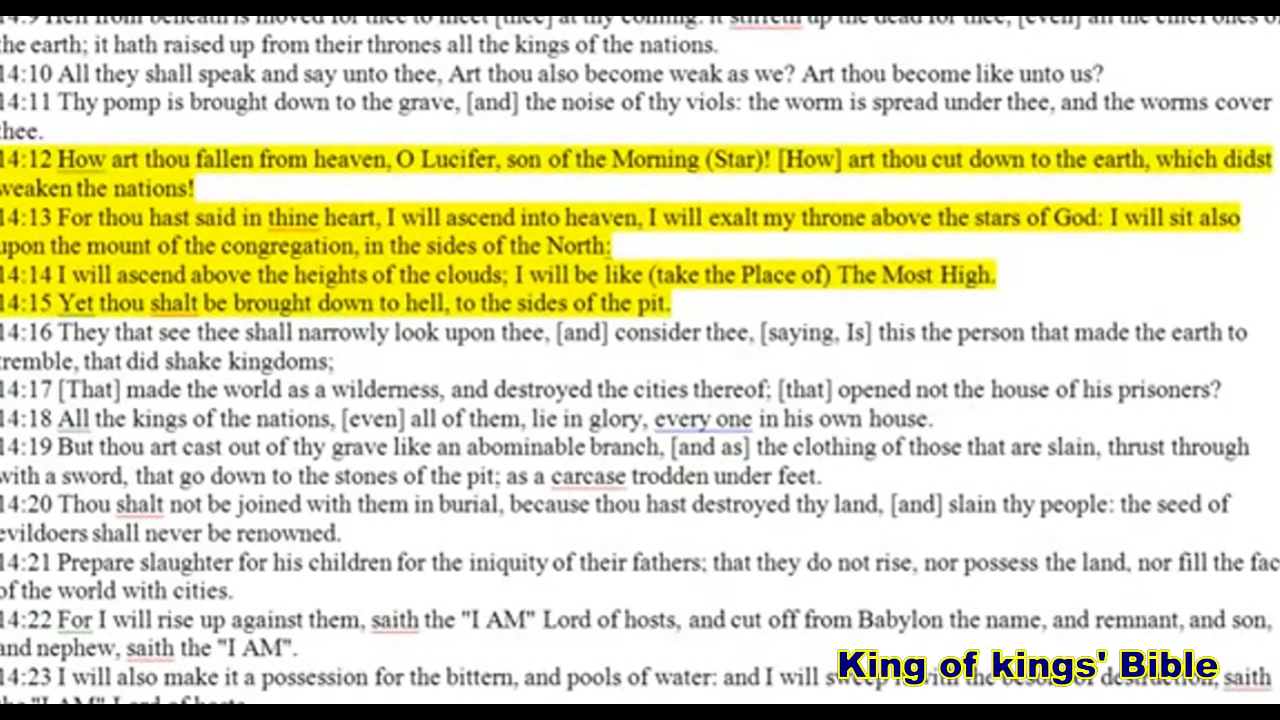 the earth; it hath raised up from their thrones all the kings of the nations.
14:10 All they shall speak and say unto thee, Art thou also become weak as we? Art thou become like unto us?
14:11 Thy pomp is brought down to the grave, [and] the noise of thy viols: the worm is spread under thee, and the worms cover
thee.
14:12 How art thou fallen from heaven, O Lucifer, son of the Morning (Star)! [How] art thou cut down to the earth, which didst
weaken the nations!
14:13 For thou hast said in thine heart, I will ascend into heaven, I will exalt my throne above the stars of God: I will sit also
upon the mount of the congregation, in the sides of the North:
14:14 I will ascend above the heights of the clouds; I will be like (take the Place of) The Most High.
14:15 Yet thou shalt be brought down to hell, to the sides of the pit.
14:16 They that see thee shall narrowly look upon thee, [and] consider thee, [saying, Is] this the person that made the earth to
tremble, that did shake kingdoms;
14:17 [That] made the world as a wilderness, and destroyed the cities thereof; [that] opened not the house of his prisoners?
14:18 All the kings of the nations, [even] all of them, lie in glory, every one in his own house.
14:19 But thou art cast out of thy grave like an abominable branch, [and as] the clothing of those that are slain, thrust through
with a sword, that go down to the stones of the pit; as a carcase trodden under feet.
14:20 Thou shalt not be joined with them in burial, because thou hast destroyed thy land, [and] slain thy people: the seed of
evildoers shall never be renowned.
14:21 Prepare slaughter for his children for the iniquity of their fathers; that they do not rise, nor possess the land, nor fill the fac
of the world with cities.
14:22 For I will rise up against them, saith the "I AM" Lord of hosts, and cut off from Babylon the name, and remnant, and son,
and nephew, saith the "I AM".
14:23 I will also make it a possession for the bittern, and pools of water: and I will saith
King of kings' Bible